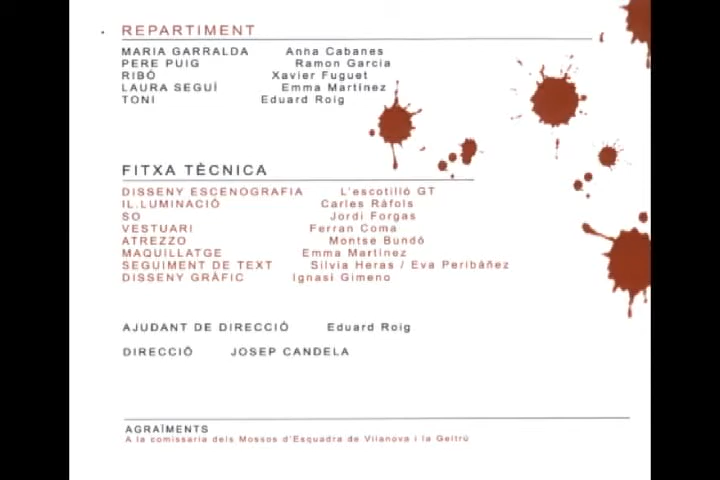 REPARTIMENT
MARIA GARRALDA Anna Cabanes
PERE PUIG Ramon Garcia
RIBÓ Xavier Fuguet
LAURA SEGUÍ Emma Martínez
TONI Eduard Roig
FITXA TÈCNICA
DISSENY ESCENOGRAFIA L'escotilló GT
IL.LUMINACIÓ Carles Ràfols
SO Jordi Forgas
VESTUARI Ferran Coma
ATREZZO Montse Bundó
MAQUILLATGE Emma Martínez
SEGUIMENT DE TEXT Silvia Heras / Eva Peribáñez
DISSENY GRÀFIC Ignasi Gimeno
AJUDANT DE DIRECCIÓ Eduard Roig
DIRECCIÓ JOSEP CANDELA
AGRAÏMENTS
A la comissaria dels Mossos d'Esquadra de Vilanova i la Geltrú